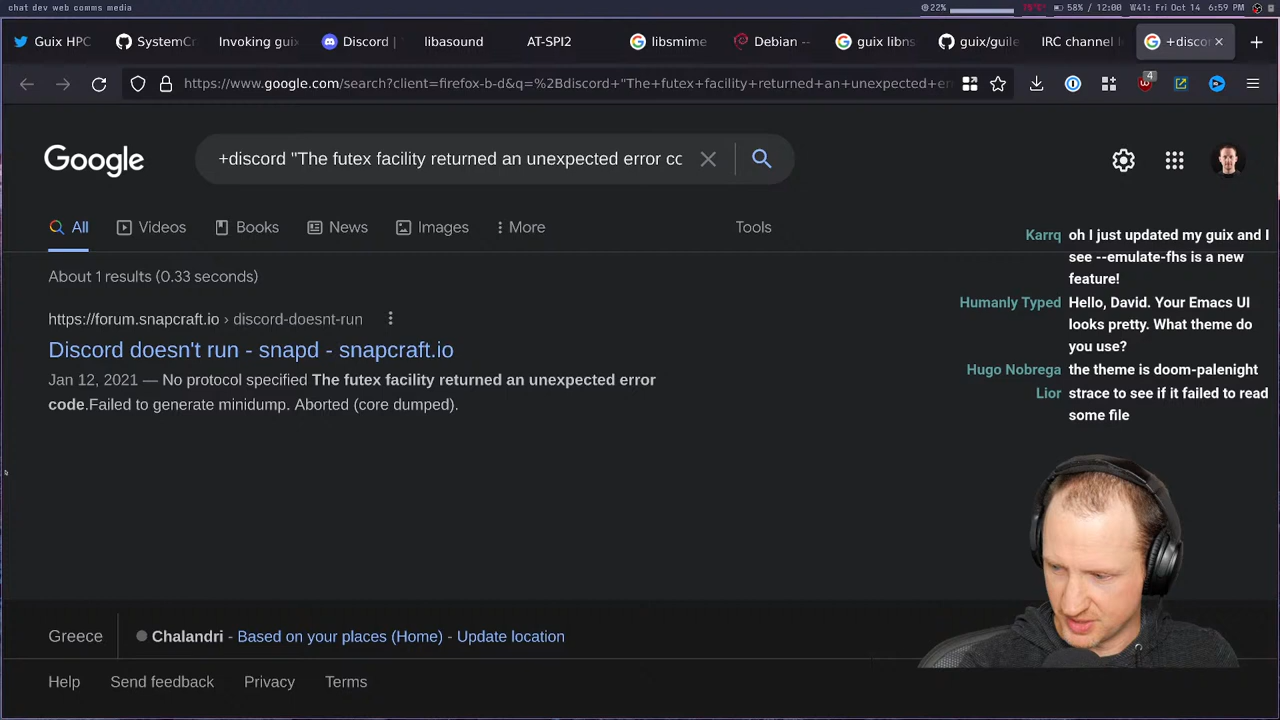 chat dev web comms media
22%
58% / 12:00
W41: Fri Oct 14
6:59 PM
Guix HPC
SystemCr
Invoking guix
Discord |
libasound
AT-SPI2
libsmime
Debian --
guix libns
guix/guile
IRC channel l
+discor
https://www.google.com/search?client=firefox-b-d&q=%2Bdiscord+"The+futex+facility+returned+an+unexpected+er
4
Google
+discord "The futex facility returned an unexpected error cc
All
Videos
Books
News
Images
More
Tools
About 1 results (0.33 seconds)
https://forum.snapcraft.io › discord-doesnt-run
Discord doesn't run - snapd - snapcraft.io
Jan 12, 2021 — No protocol specified The futex facility returned an unexpected error
code.Failed to generate minidump. Aborted (core dumped).
Karrq oh I just updated my guix and I
see --emulate-fhs is a new
feature!
Humanly Typed Hello, David. Your Emacs UI
looks pretty. What theme do
you use?
Hugo Nobrega the theme is doom-palenight
Lior strace to see if it failed to read
some file
Greece
Chalandri - Based on your places (Home) - Update location
Help
Send feedback
Privacy
Terms